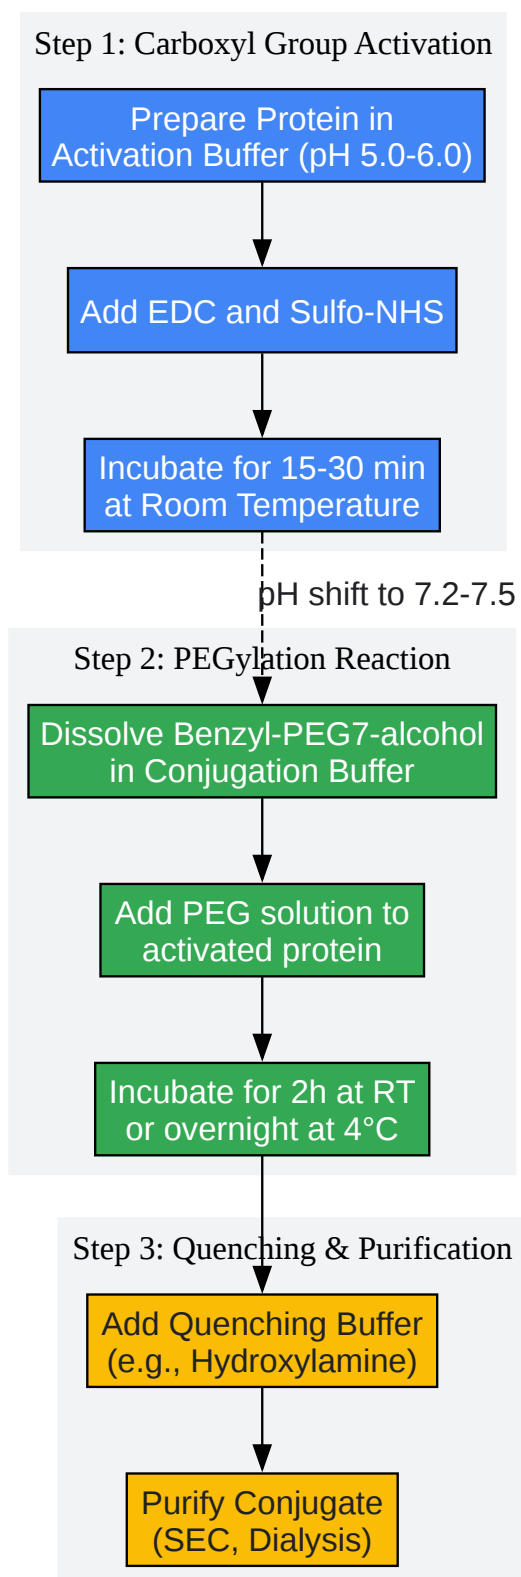 Step 1: Carboxyl Group Activation
Prepare Protein in
Activation Buffer (pH 5.0-6.0)
Add EDC and Sulfo-NHS
Incubate for 15-30 min
at Room Temperature
pH shift to 7.2-7.5
Step 2: PEGylation Reaction
Dissolve Benzyl-PEG7-alcohol
in Conjugation Buffer
Add PEG solution to
activated protein
Incubate for 2h at RT
or overnight at 4°C
Step 3: Quenching & Purification
Add Quenching Buffer
(e.g., Hydroxylamine)
Purify Conjugate
(SEC, Dialysis)